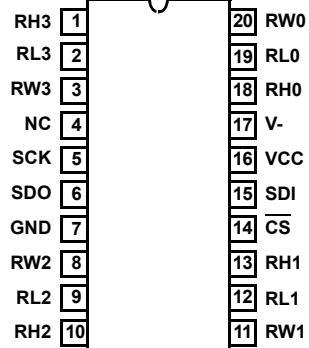 RH3 1 20 RW0
RL3 2 19 RL0
RW3 3 18 RH0
NC 4 17 V-
SCK 5 16 VCC
SDO 6 15 SDI
GND 7 14 C̅S̅
RW2 8 13 RH1
RL2 9 12 RL1
RH2 10 11 RW1